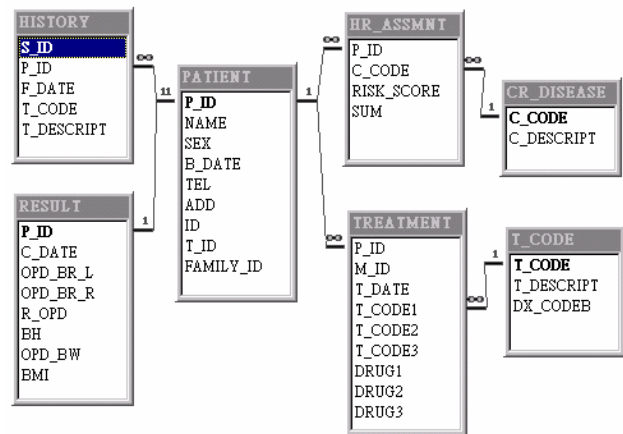 HISTORY
S_ID
P_ID
F_DATE
T_CODE
T_DESCRIPT
∞
11
PATIENT
P_ID
NAME
SEX
B_DATE
TEL
ADD
ID
T_ID
FAMILY_ID
1
∞
HR_ASSMNT
P_ID
C_CODE
RISK_SCORE
SUM
∞
1
CR_DISEASE
C_CODE
C_DESCRIPT
RESULT
P_ID
C_DATE
OPD_BR_L
OPD_BR_R
R_OPD
BH
OPD_BW
BMI
1
∞
TREATMENT
P_ID
M_ID
T_DATE
T_CODE1
T_CODE2
T_CODE3
DRUG1
DRUG2
DRUG3
∞
1
T_CODE
T_CODE
T_DESCRIPT
DX_CODEB